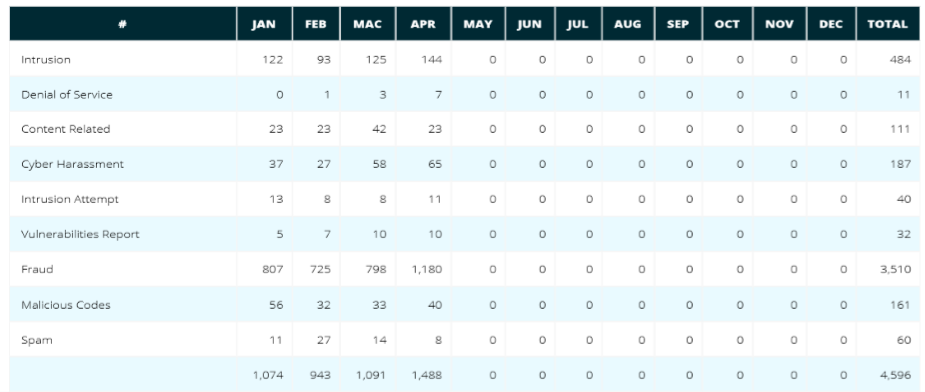 # JAN FEB MAC APR MAY JUN JUL AUG SEP OCT NOV DEC TOTAL
Intrusion 122 93 125 144 0 0 0 0 0 0 0 0 484
Denial of Service 0 1 3 7 0 0 0 0 0 0 0 0 11
Content Related 23 23 42 23 0 0 0 0 0 0 0 0 111
Cyber Harassment 37 27 58 65 0 0 0 0 0 0 0 0 187
Intrusion Attempt 13 8 8 11 0 0 0 0 0 0 0 0 40
Vulnerabilities Report 5 7 10 10 0 0 0 0 0 0 0 0 32
Fraud 807 725 798 1,180 0 0 0 0 0 0 0 0 3,510
Malicious Codes 56 32 33 40 0 0 0 0 0 0 0 0 161
Spam 11 27 14 8 0 0 0 0 0 0 0 0 60
1,074 943 1,091 1,488 0 0 0 0 0 0 0 0 4,596